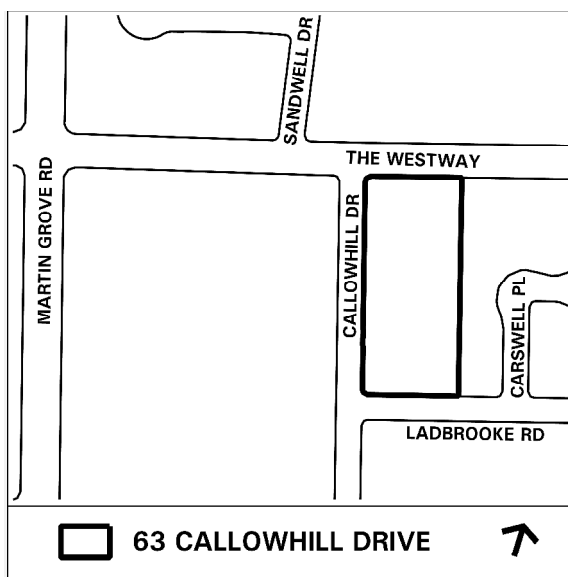 SANDWELL DR
THE WESTWAY
MARTIN GROVE RD
CALLOWHILL DR
CARSWELL PL
LADBROOKE RD
63 CALLOWHILL DRIVE